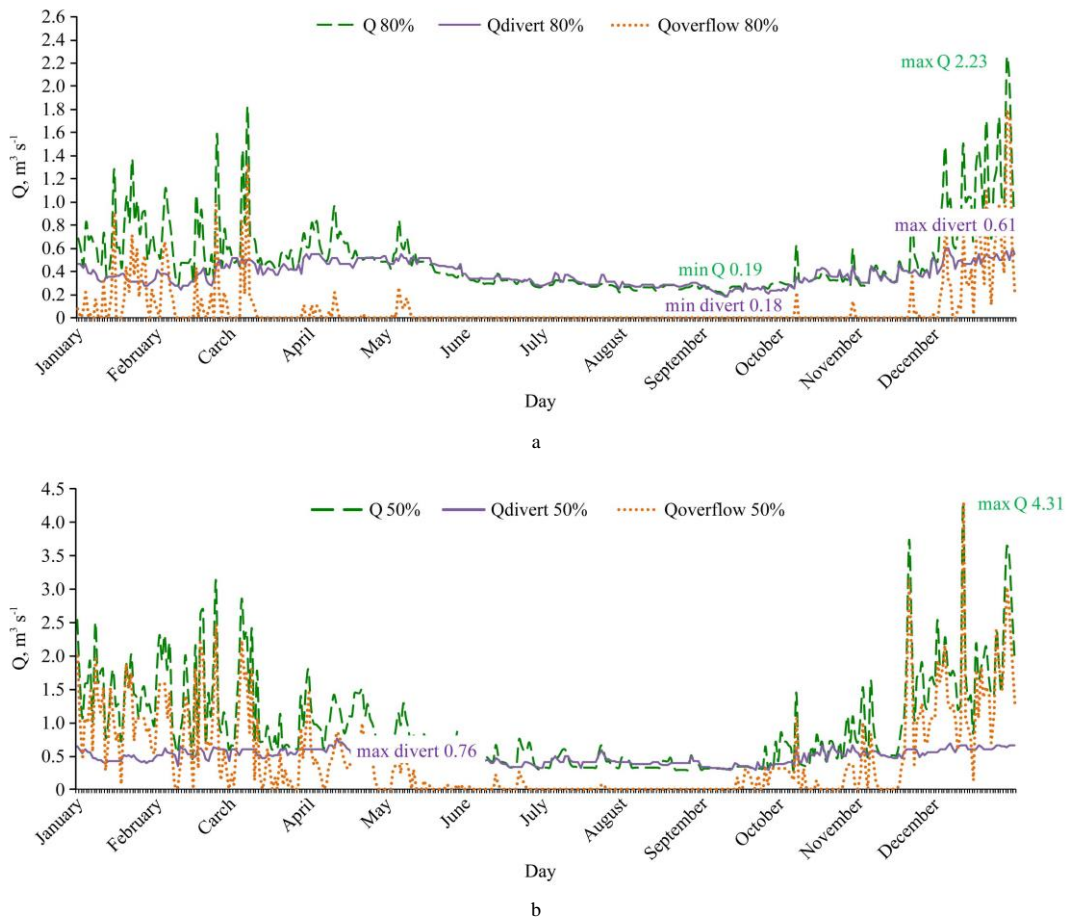 2.6
2.4
2.2
2.0
1.8
1.6
1.4
1.2
1.0
0.8
0.6
0.4
0.2
0
Q, m³ s⁻¹
Q 80% Qdivert 80% Qoverflow 80%
max Q 2.23
max divert 0.61
min Q 0.19
min divert 0.18
January February Carch April May June July August September October November December
Day
a
4.5
4.0
3.5
3.0
2.5
2.0
1.5
1.0
0.5
0
Q, m³ s⁻¹
Q 50% Qdivert 50% Qoverflow 50%
max Q 4.31
max divert 0.76
January February Carch April May June July August September October November December
Day
b